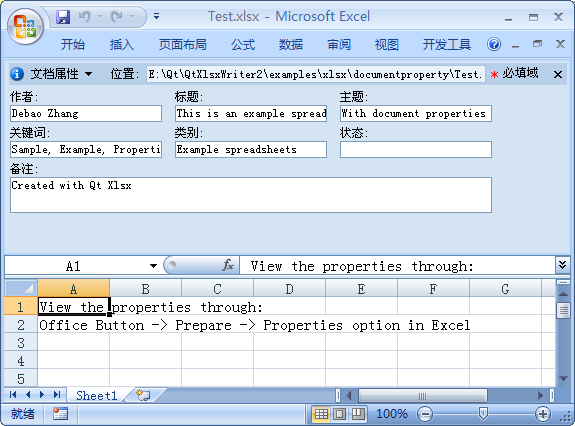 Test.xlsx - Microsoft Excel
开始 插入 页面布局 公式 数据 审阅 视图 开发工具
文档属性 位置: E:\Qt\QtXlsxWriter2\examples\xlsx\documentproperty\Test. * 必填域
作者: 标题: 主题:
Debao Zhang This is an example spread With document properties
关键词: 类别: 状态:
Sample, Example, Properti Example spreadsheets
备注:
Created with Qt Xlsx
A1 fx View the properties through:
A B C D E F G
1 View the properties through:
2 Office Button -> Prepare -> Properties option in Excel
3
4
5
Sheet1
就绪 100%